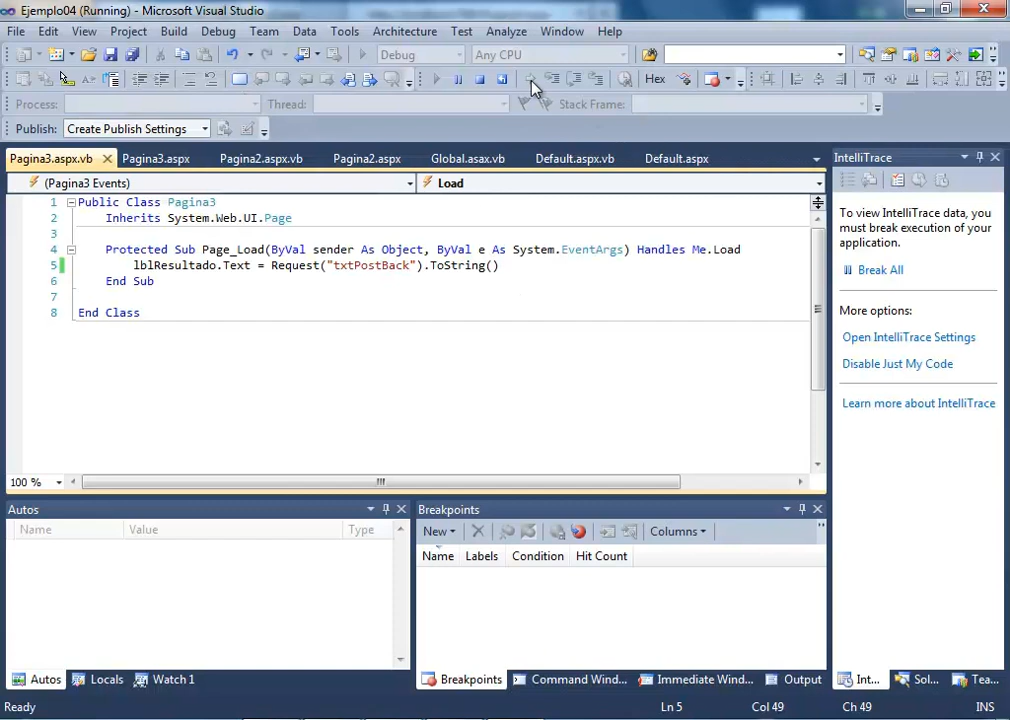 Ejemplo04 (Running) - Microsoft Visual Studio
File Edit View Project Build Debug Team Data Tools Architecture Test Analyze Window Help
Debug Any CPU
Hex
Process: Thread: Stack Frame:
Publish: Create Publish Settings
Pagina3.aspx.vb Pagina3.aspx Pagina2.aspx.vb Pagina2.aspx Global.asax.vb Default.aspx.vb Default.aspx
(Pagina3 Events) Load
1 Public Class Pagina3
2 Inherits System.Web.UI.Page
3
4 Protected Sub Page_Load(ByVal sender As Object, ByVal e As System.EventArgs) Handles Me.Load
5 lblResultado.Text = Request("txtPostBack").ToString()
6 End Sub
7
8 End Class
100 %
IntelliTrace
To view IntelliTrace data, you
must break execution of your
application.
Break All
More options:
Open IntelliTrace Settings
Disable Just My Code
Learn more about IntelliTrace
Autos
Name Value Type
Breakpoints
New Columns
Name Labels Condition Hit Count
Autos Locals Watch 1
Breakpoints Command Wind... Immediate Wind... Output
Int... Sol... Tea...
Ready Ln 5 Col 49 Ch 49 INS